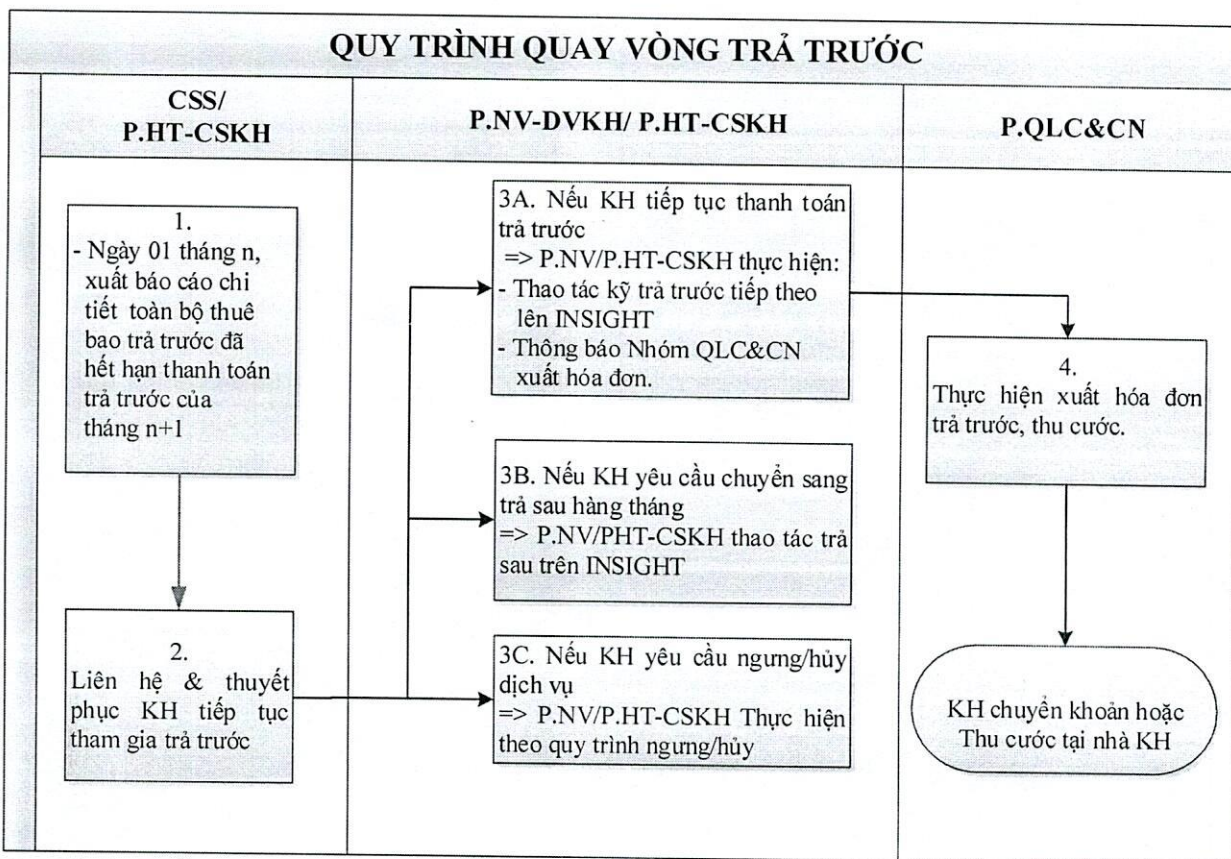 QUY TRÌNH QUAY VÒNG TRẢ TRƯỚC
CSS/
P.HT-CSKH
P.NV-DVKH/ P.HT-CSKH
P.QLC&CN
1.
- Ngày 01 tháng n,
xuất báo cáo chi
tiết toàn bộ thuê
bao trả trước đã
hết hạn thanh toán
trả trước của
tháng n+1
2.
Liên hệ & thuyết
phục KH tiếp tục
tham gia trả trước
3A. Nếu KH tiếp tục thanh toán
trả trước
=> P.NV/P.HT-CSKH thực hiện:
- Thao tác kỹ trả trước tiếp theo
lên INSIGHT
- Thông báo Nhóm QLC&CN
xuất hóa đơn.
3B. Nếu KH yêu cầu chuyển sang
trả sau hàng tháng
=> P.NV/PHT-CSKH thao tác trả
sau trên INSIGHT
3C. Nếu KH yêu cầu ngưng/hủy
dịch vụ
=> P.NV/P.HT-CSKH Thực hiện
theo quy trình ngưng/hủy
4.
Thực hiện xuất hóa đơn
trả trước, thu cước.
KH chuyển khoản hoặc
Thu cước tại nhà KH